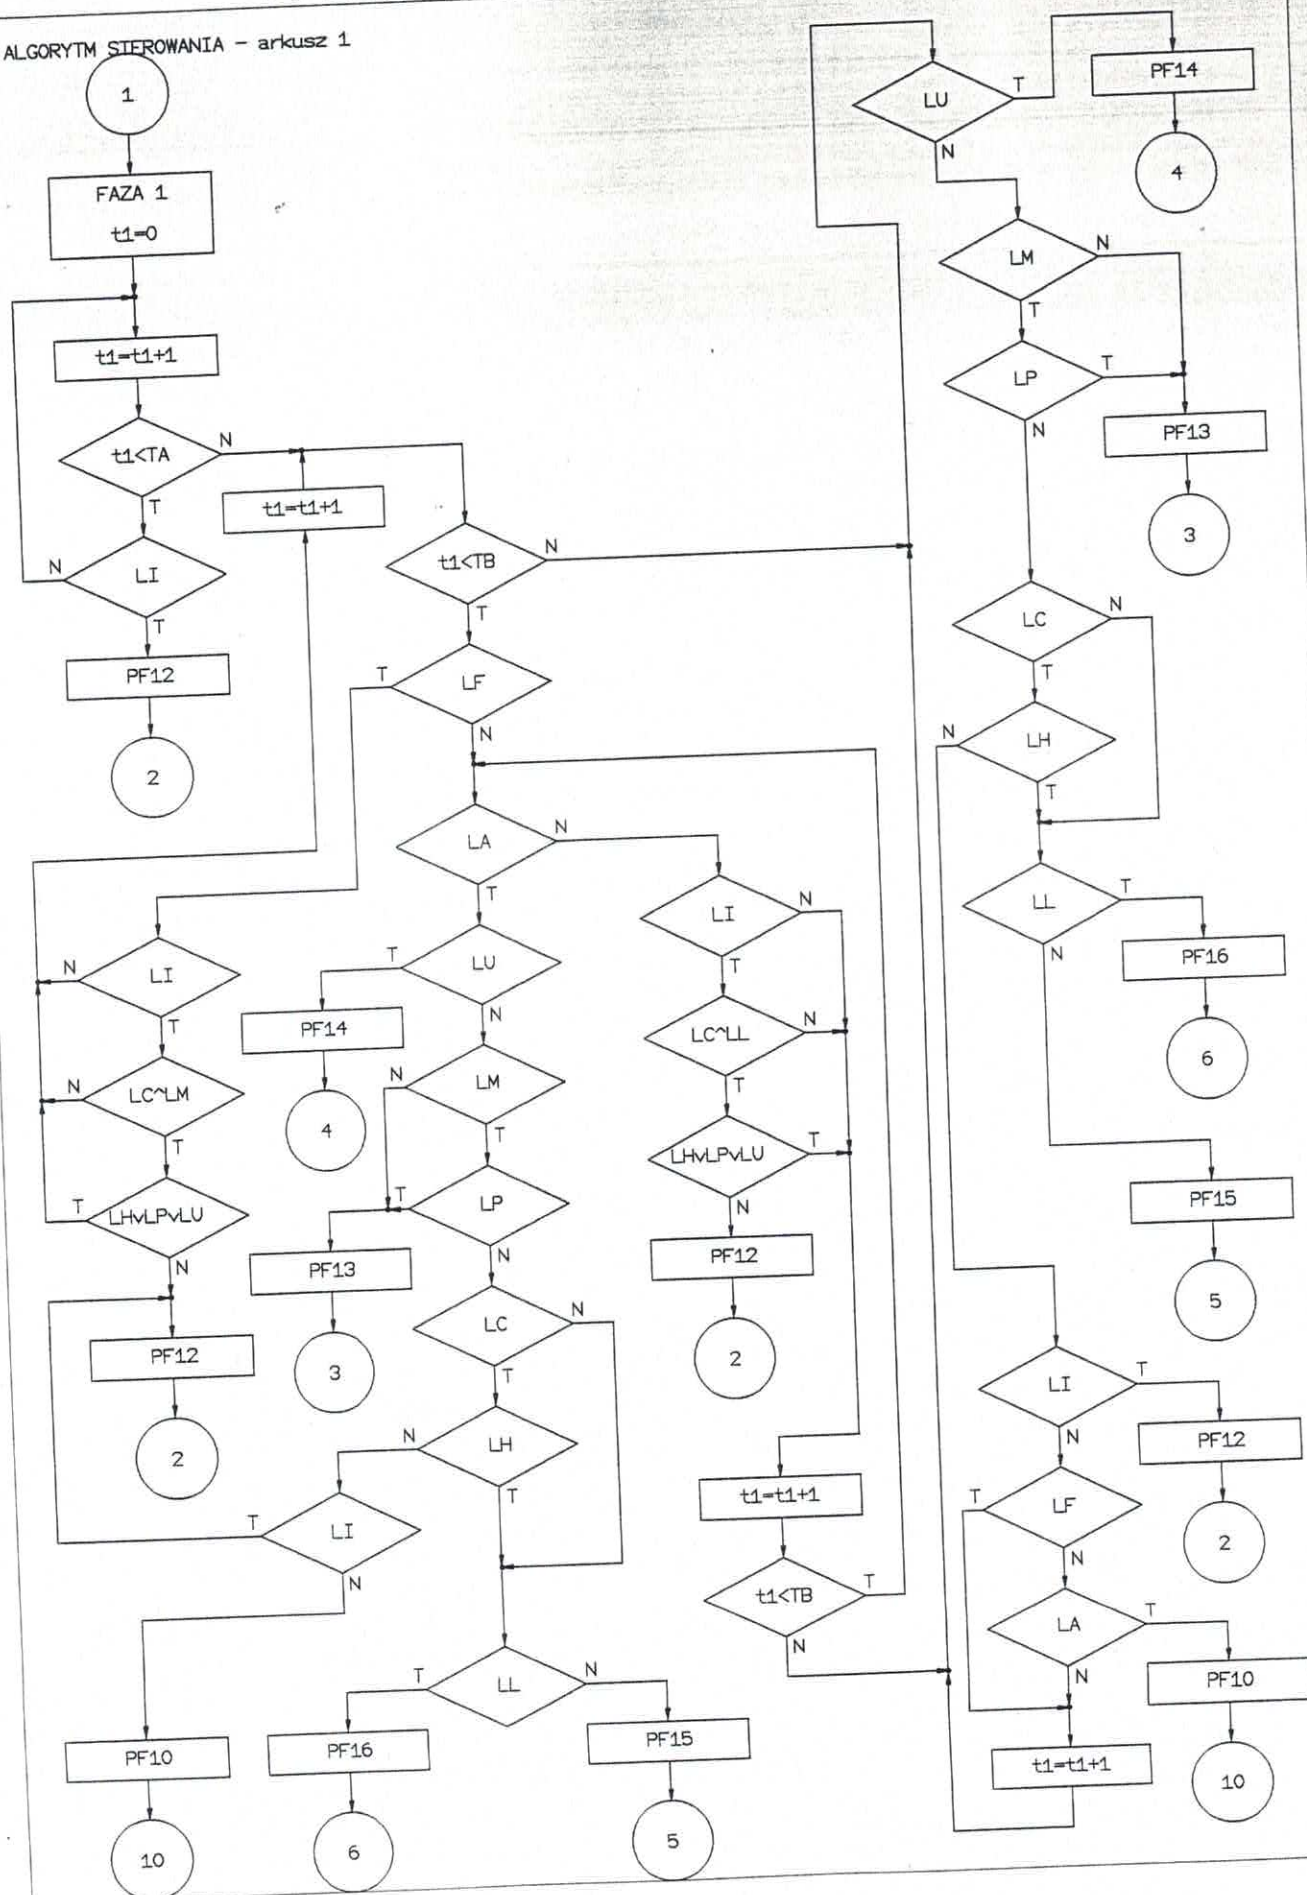 ALGORYTM STEROWANIA - arkusz 1
1
FAZA 1
t1=0
t1=t1+1
t1<TA
N
T
LI
N
T
PF12
2
t1=t1+1
t1<TB
N
T
LF
T
N
LI
N
T
LC^LM
N
T
LHvLPvLU
T
N
PF12
2
LA
N
T
LU
T
N
PF14
4
LM
N
T
LP
T
N
PF13
3
LC
N
T
LH
N
T
LI
T
N
PF10
10
LL
T
N
PF16
6
PF15
5
LI
N
T
LC^LL
N
T
LHvLPvLU
T
N
PF12
2
t1=t1+1
t1<TB
T
N
LU
T
N
PF14
4
LM
N
T
LP
T
N
PF13
3
LC
N
T
LH
N
T
LL
T
N
PF16
6
PF15
5
LI
T
N
PF12
2
LF
T
N
LA
T
N
PF10
10
t1=t1+1